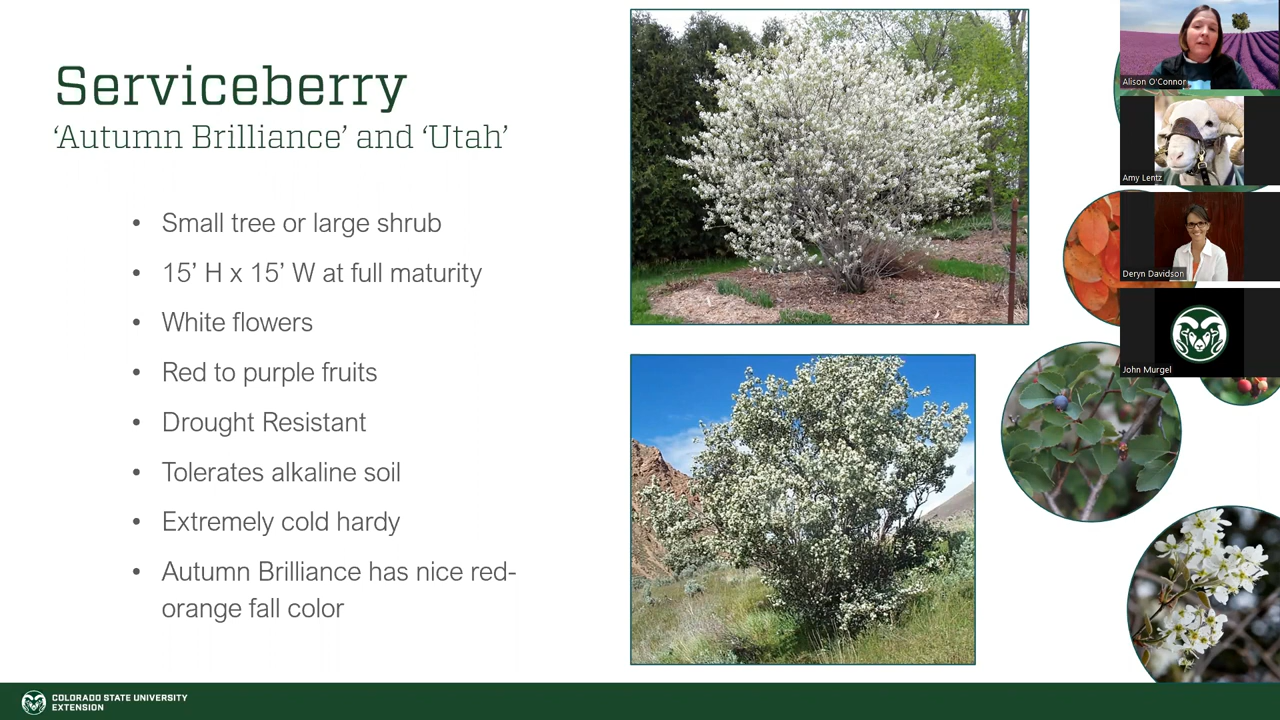 Serviceberry
‘Autumn Brilliance’ and ‘Utah’
• Small tree or large shrub
• 15’ H x 15’ W at full maturity
• White flowers
• Red to purple fruits
• Drought Resistant
• Tolerates alkaline soil
• Extremely cold hardy
• Autumn Brilliance has nice red-
orange fall color
Alison O'Connor
Amy Lentz
Deryn Davidson
John Murgel
COLORADO STATE UNIVERSITY
EXTENSION